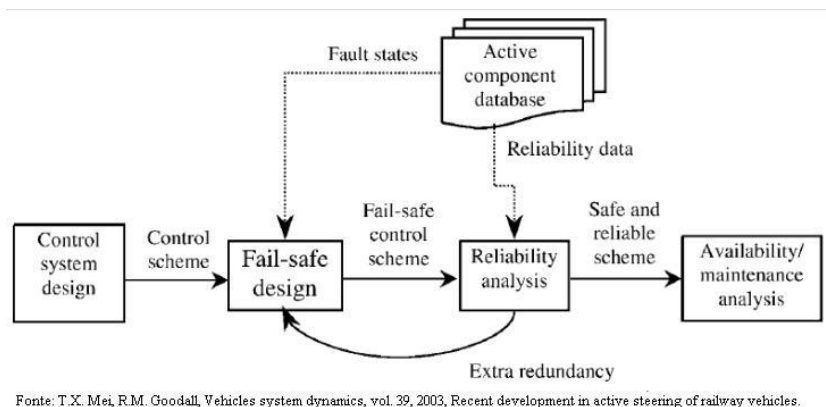 Fault states
Active
component
database
Reliability data
Control
system
design
Control
scheme
Fail-safe
design
Fail-safe
control
scheme
Reliability
analysis
Safe and
reliable
scheme
Availability/
maintenance
analysis
Extra redundancy
Fonte: T.X. Mei, R.M. Goodall, Vehicles system dynamics, vol. 39, 2003, Recent development in active steering of railway vehicles.